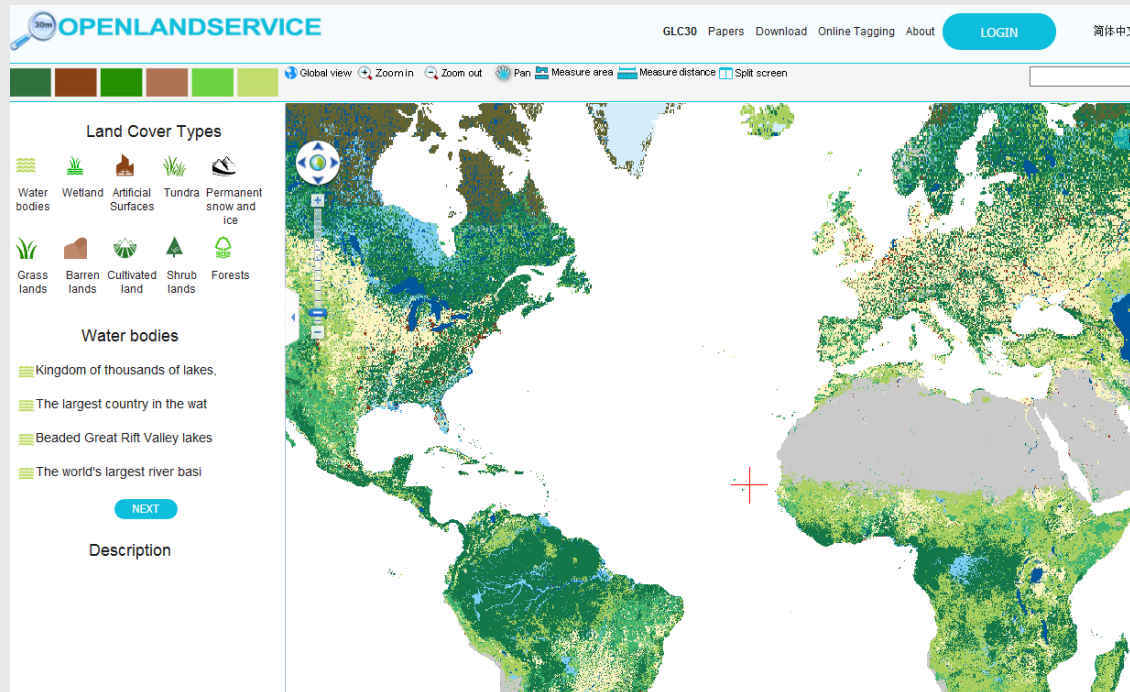 30m OPENLANDSERVICE
GLC30 Papers Download Online Tagging About LOGIN 简体中文
Global view Zoom in Zoom out Pan Measure area Measure distance Split screen
Land Cover Types
Water bodies
Wetland
Artificial Surfaces
Tundra
Permanant snow and ice
Grass lands
Barren lands
Cultivated land
Shrub lands
Forests
Water bodies
Kingdom of thousands of lakes,
The largest country in the wat
Beaded Great Rift Valley lakes
The world's largest river basi
NEXT
Description